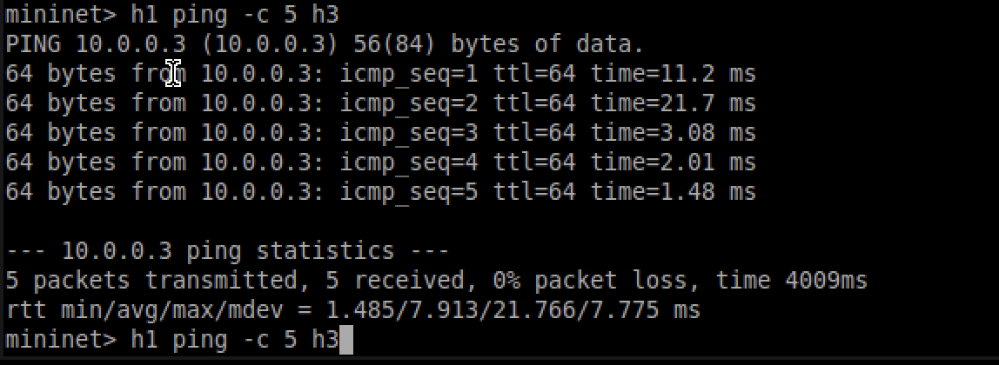 mininet> h1 ping -c 5 h3
PING 10.0.0.3 (10.0.0.3) 56(84) bytes of data.
64 bytes from 10.0.0.3: icmp_seq=1 ttl=64 time=11.2 ms
64 bytes from 10.0.0.3: icmp_seq=2 ttl=64 time=21.7 ms
64 bytes from 10.0.0.3: icmp_seq=3 ttl=64 time=3.08 ms
64 bytes from 10.0.0.3: icmp_seq=4 ttl=64 time=2.01 ms
64 bytes from 10.0.0.3: icmp_seq=5 ttl=64 time=1.48 ms
--- 10.0.0.3 ping statistics ---
5 packets transmitted, 5 received, 0% packet loss, time 4009ms
rtt min/avg/max/mdev = 1.485/7.913/21.766/7.775 ms
mininet> h1 ping -c 5 h3